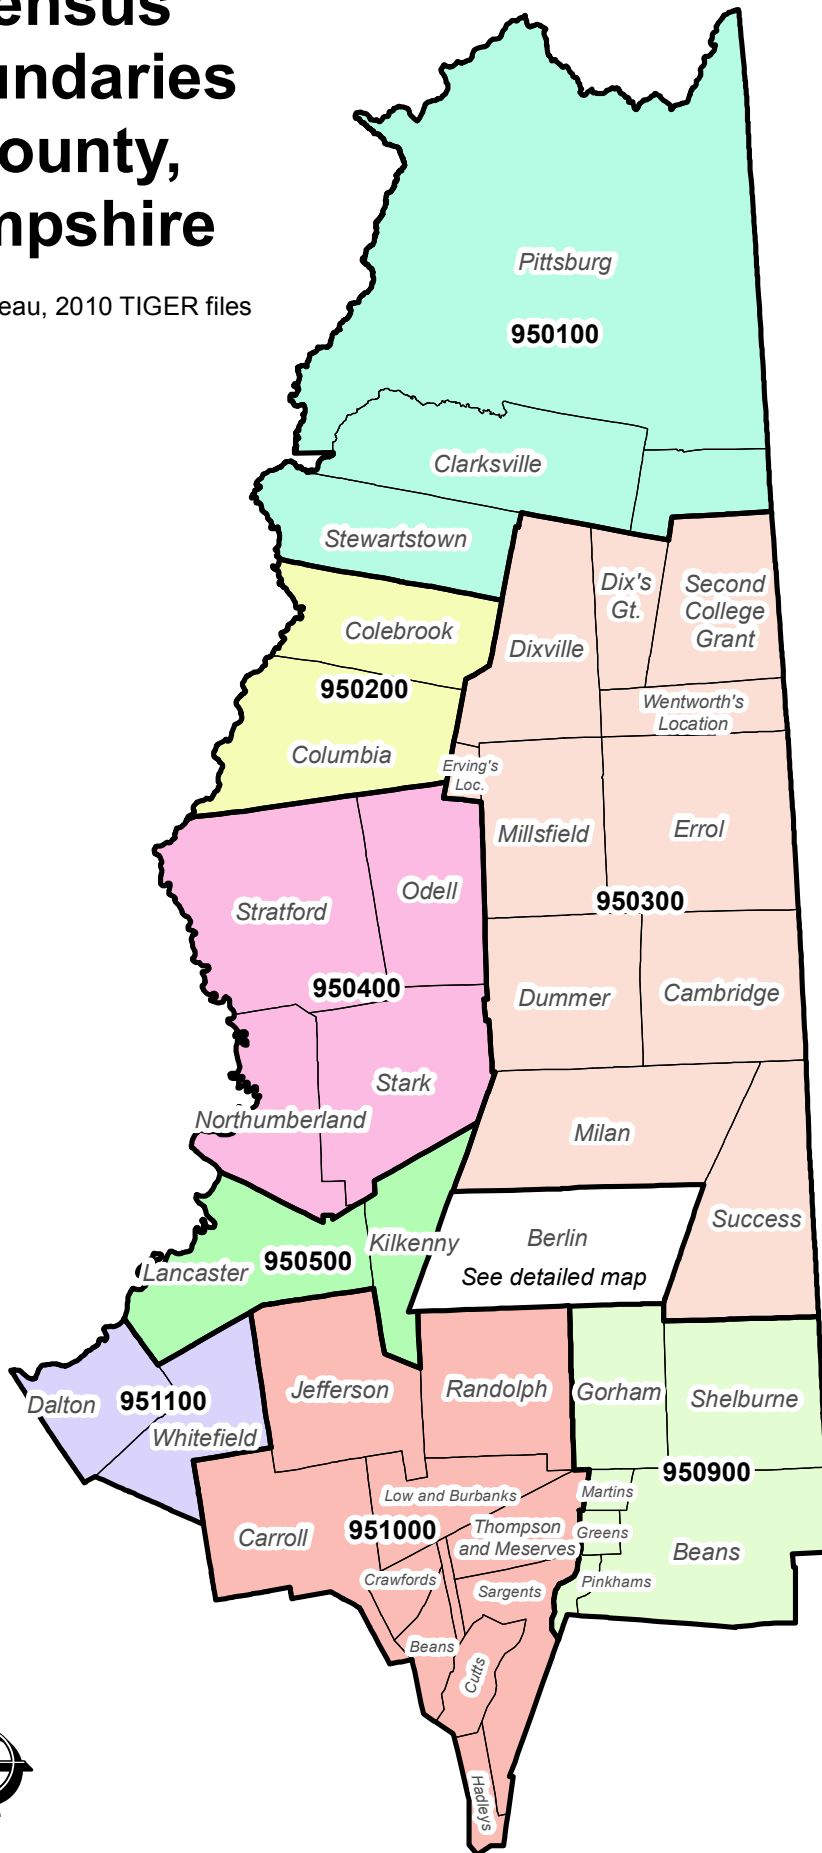 ensus
undaries
ounty,
mpshire
eau, 2010 TIGER files
Pittsburg
950100
Clarksville
Stewartstown
Dix's
Gt.
Second
College
Grant
Colebrook
Dixville
950200
Wentworth's
Location
Columbia
Erving's
Loc.
Millsfield
Errol
Odell
950300
Stratford
950400
Dummer
Cambridge
Stark
Northumberland
Milan
Success
Kilkenny
Berlin
See detailed map
Lancaster
950500
Jefferson
Randolph
Gorham
Shelburne
Dalton
951100
Whitefield
950900
Low and Burbanks
Martins
Carroll
951000
Thompson
and Meserves
Greens
Beans
Crawfords
Sargents
Pinkhams
Beans
Cutts
Hadleys